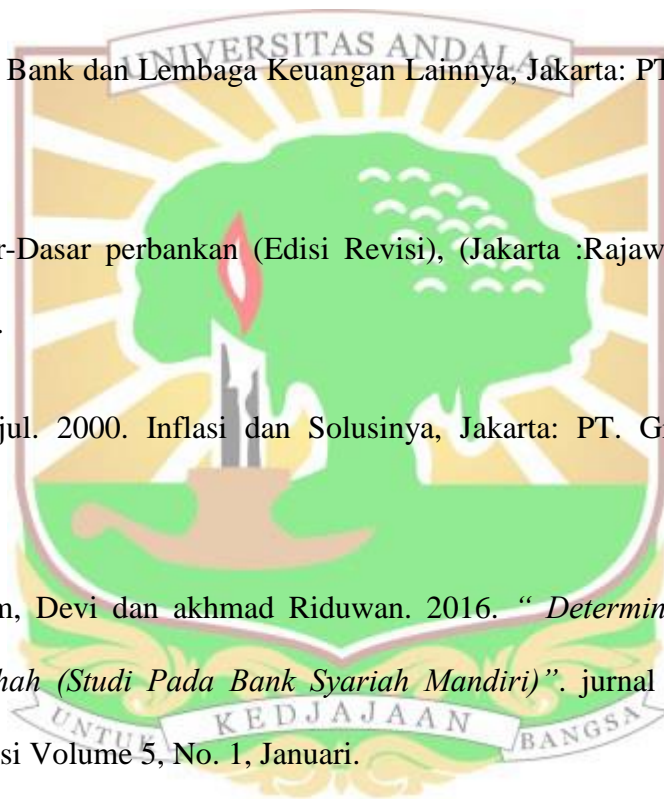 UNIVERSITAS ANDALAS
Bank dan Lembaga Keuangan Lainnya, Jakarta: PT
r-Dasar perbankan (Edisi Revisi), (Jakarta :Rajaw
.
jul. 2000. Inflasi dan Solusinya, Jakarta: PT. G
m, Devi dan akhmad Riduwan. 2016. “ Determin
hah (Studi Pada Bank Syariah Mandiri)”. jurnal
UNTUK KEDJAJAAN BANGSA
si Volume 5, No. 1, Januari.